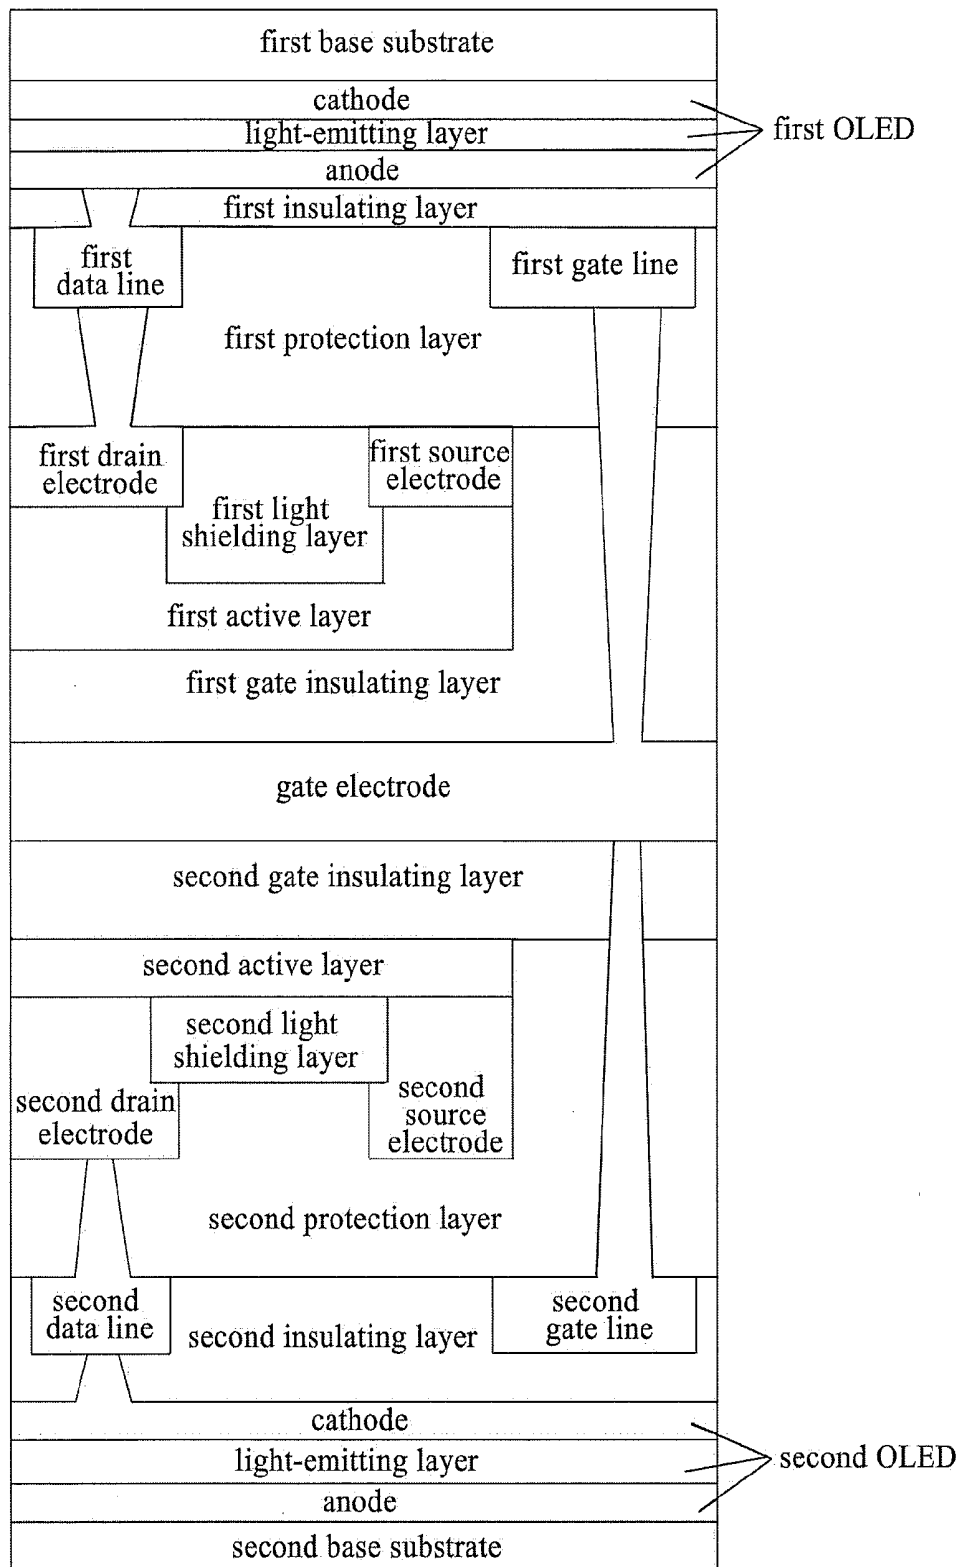 first base substrate
cathode
light-emitting layer
first OLED
anode
first insulating layer
first
data line
first gate line
first protection layer
first drain
electrode
first source
electrode
first light
shielding layer
first active layer
first gate insulating layer
gate electrode
second gate insulating layer
second active layer
second light
shielding layer
second drain
electrode
second
source
electrode
second protection layer
second
data line
second insulating layer
second
gate line
cathode
light-emitting layer
second OLED
anode
second base substrate